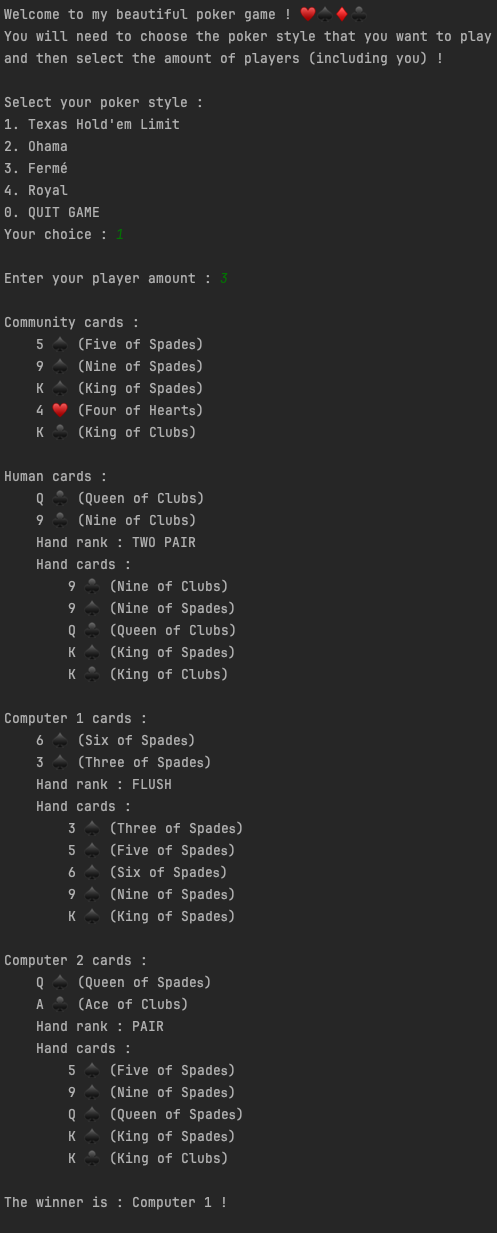 Welcome to my beautiful poker game ! ♥️♠️♦️♣️
You will need to choose the poker style that you want to play
and then select the amount of players (including you) !
Select your poker style :
1. Texas Hold'em Limit
2. Ohama
3. Fermé
4. Royal
0. QUIT GAME
Your choice : 1
Enter your player amount : 3
Community cards :
5 ♠️ (Five of Spades)
9 ♠️ (Nine of Spades)
K ♠️ (King of Spades)
4 ♥️ (Four of Hearts)
K ♣️ (King of Clubs)
Human cards :
Q ♣️ (Queen of Clubs)
9 ♣️ (Nine of Clubs)
Hand rank : TWO PAIR
Hand cards :
9 ♣️ (Nine of Clubs)
9 ♠️ (Nine of Spades)
Q ♣️ (Queen of Clubs)
K ♠️ (King of Spades)
K ♣️ (King of Clubs)
Computer 1 cards :
6 ♠️ (Six of Spades)
3 ♠️ (Three of Spades)
Hand rank : FLUSH
Hand cards :
3 ♠️ (Three of Spades)
5 ♠️ (Five of Spades)
6 ♠️ (Six of Spades)
9 ♠️ (Nine of Spades)
K ♠️ (King of Spades)
Computer 2 cards :
Q ♠️ (Queen of Spades)
A ♣️ (Ace of Clubs)
Hand rank : PAIR
Hand cards :
5 ♠️ (Five of Spades)
9 ♠️ (Nine of Spades)
Q ♠️ (Queen of Spades)
K ♠️ (King of Spades)
K ♣️ (King of Clubs)
The winner is : Computer 1 !